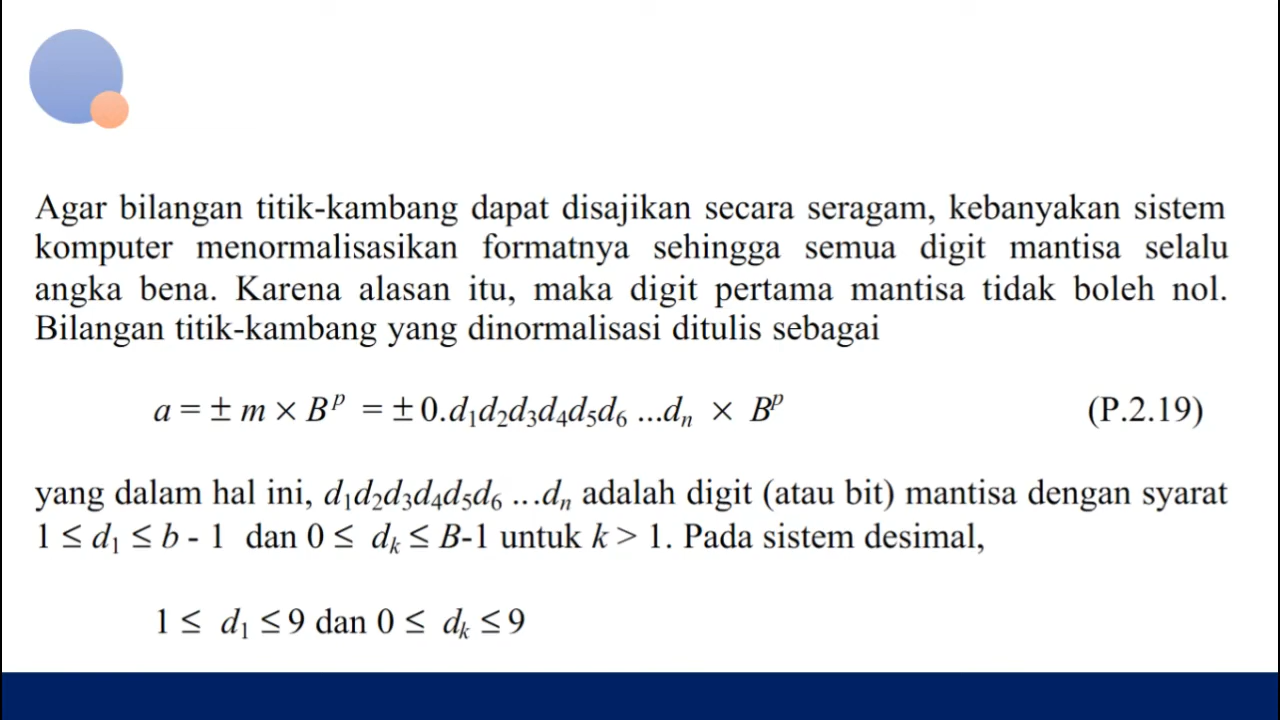 Agar bilangan titik-kambang dapat disajikan secara seragam, kebanyakan sistem
komputer menormalisasikan formatnya sehingga semua digit mantisa selalu
angka bena. Karena alasan itu, maka digit pertama mantisa tidak boleh nol.
Bilangan titik-kambang yang dinormalisasi ditulis sebagai
a = ± m × Bᵖ = ± 0.d₁d₂d₃d₄d₅d₆ ...dₙ × Bᵖ (P.2.19)
yang dalam hal ini, d₁d₂d₃d₄d₅d₆ ...dₙ adalah digit (atau bit) mantisa dengan syarat
1 ≤ d₁ ≤ b - 1 dan 0 ≤ dₖ ≤ B-1 untuk k > 1. Pada sistem desimal,
1 ≤ d₁ ≤ 9 dan 0 ≤ dₖ ≤ 9